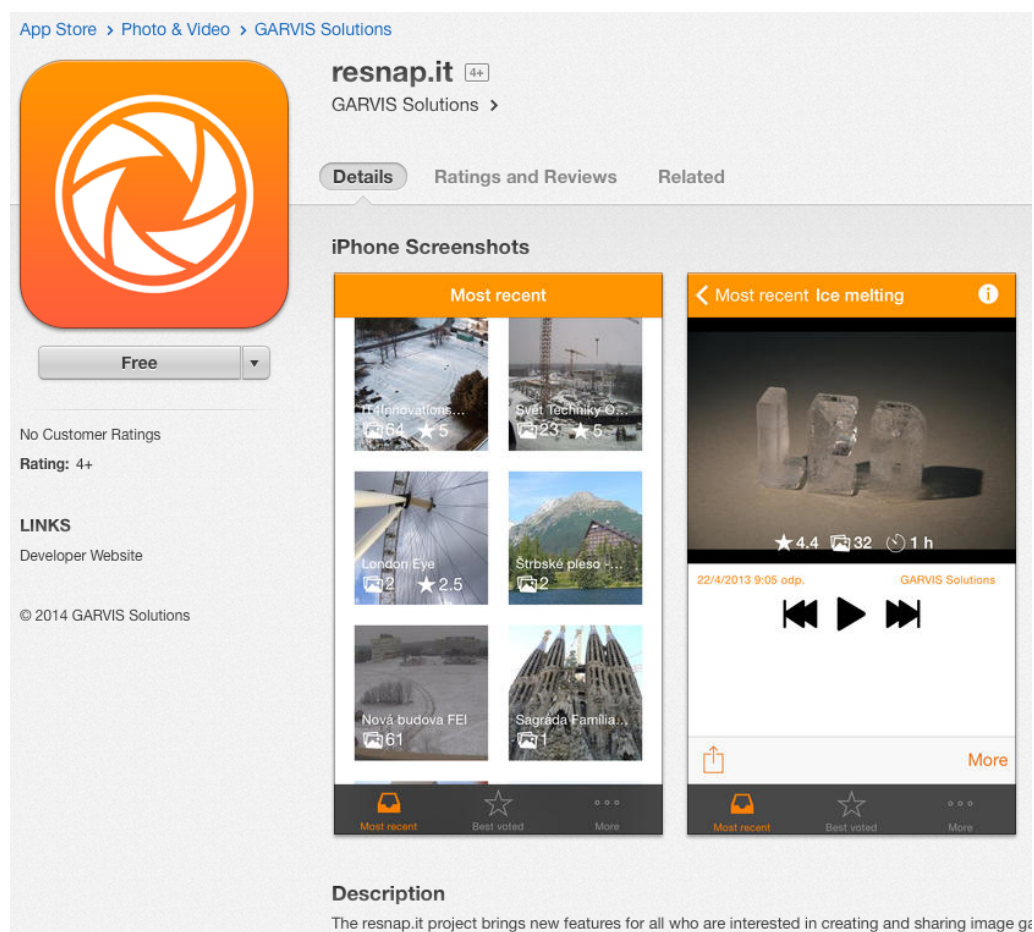 App Store > Photo & Video > GARVIS Solutions
resnap.it 4+
GARVIS Solutions >
Details Ratings and Reviews Related
iPhone Screenshots
Free
No Customer Ratings
Rating: 4+
LINKS
Developer Website
© 2014 GARVIS Solutions
Most recent
IT4Innovations...
64 5
Svět Techniky O...
23 5
London Eye
2 2.5
Štrbské pleso -...
2
Nová budova FEI
61
Sagrada Família...
1
Most recent Best voted More
Most recent Ice melting
4.4 32 1 h
22/4/2013 9:05 odp. GARVIS Solutions
More
Most recent Best voted More
Description
The resnap.it project brings new features for all who are interested in creating and sharing image ga